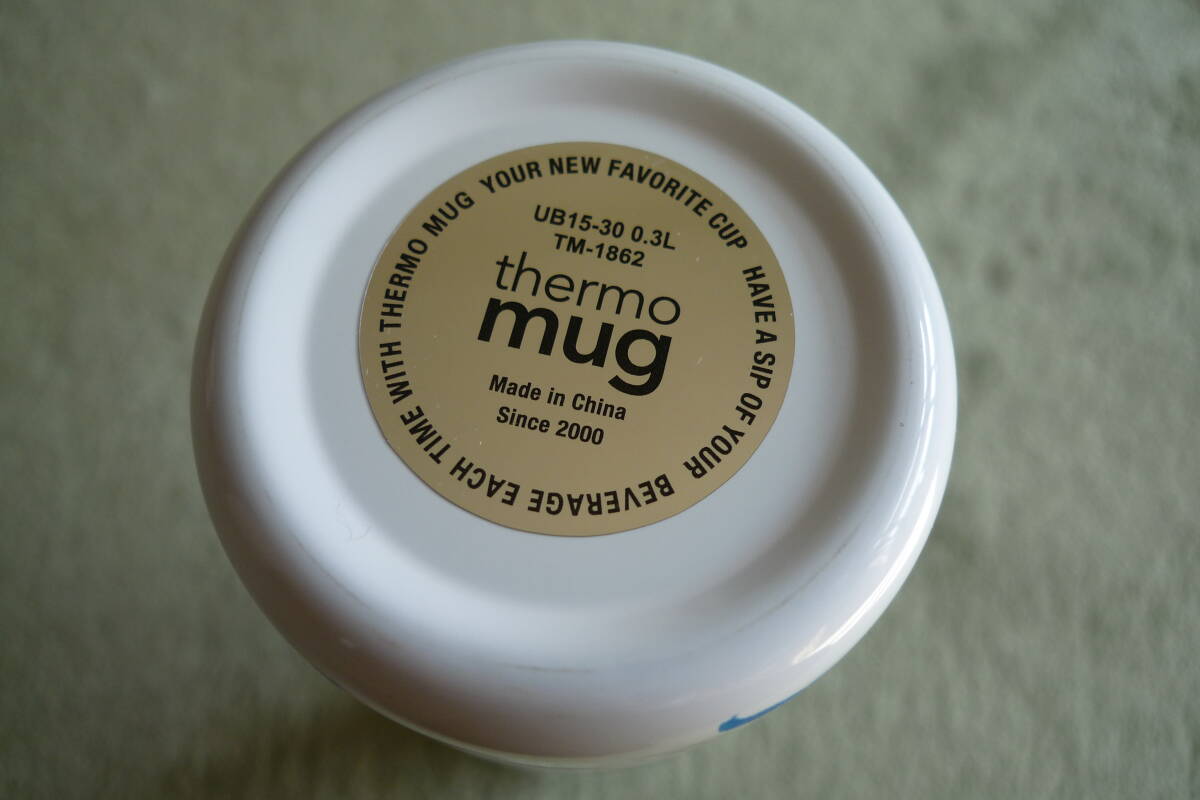 YOUR NEW FAVORITE CUP HAVE A SIP OF YOUR BEVERAGE EACH TIME WITH THERMO MUG
UB15-30 0.3L
TM-1862
thermo
mug
Made in China
Since 2000